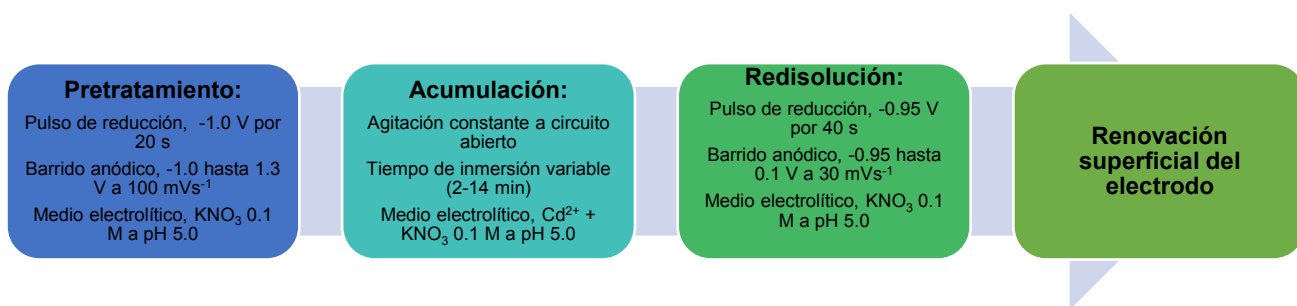 Pretratamiento:
Pulso de reducción, -1.0 V por
20 s
Barrido anódico, -1.0 hasta 1.3
V a 100 mVs⁻¹
Medio electrolítico, KNO₃ 0.1
M a pH 5.0
Acumulación:
Agitación constante a circuito
abierto
Tiempo de inmersión variable
(2-14 min)
Medio electrolítico, Cd²⁺ +
KNO₃ 0.1 M a pH 5.0
Redisolución:
Pulso de reducción, -0.95 V
por 40 s
Barrido anódico, -0.95 hasta
0.1 V a 30 mVs⁻¹
Medio electrolítico, KNO₃ 0.1
M a pH 5.0
Renovación
superficial del
electrodo